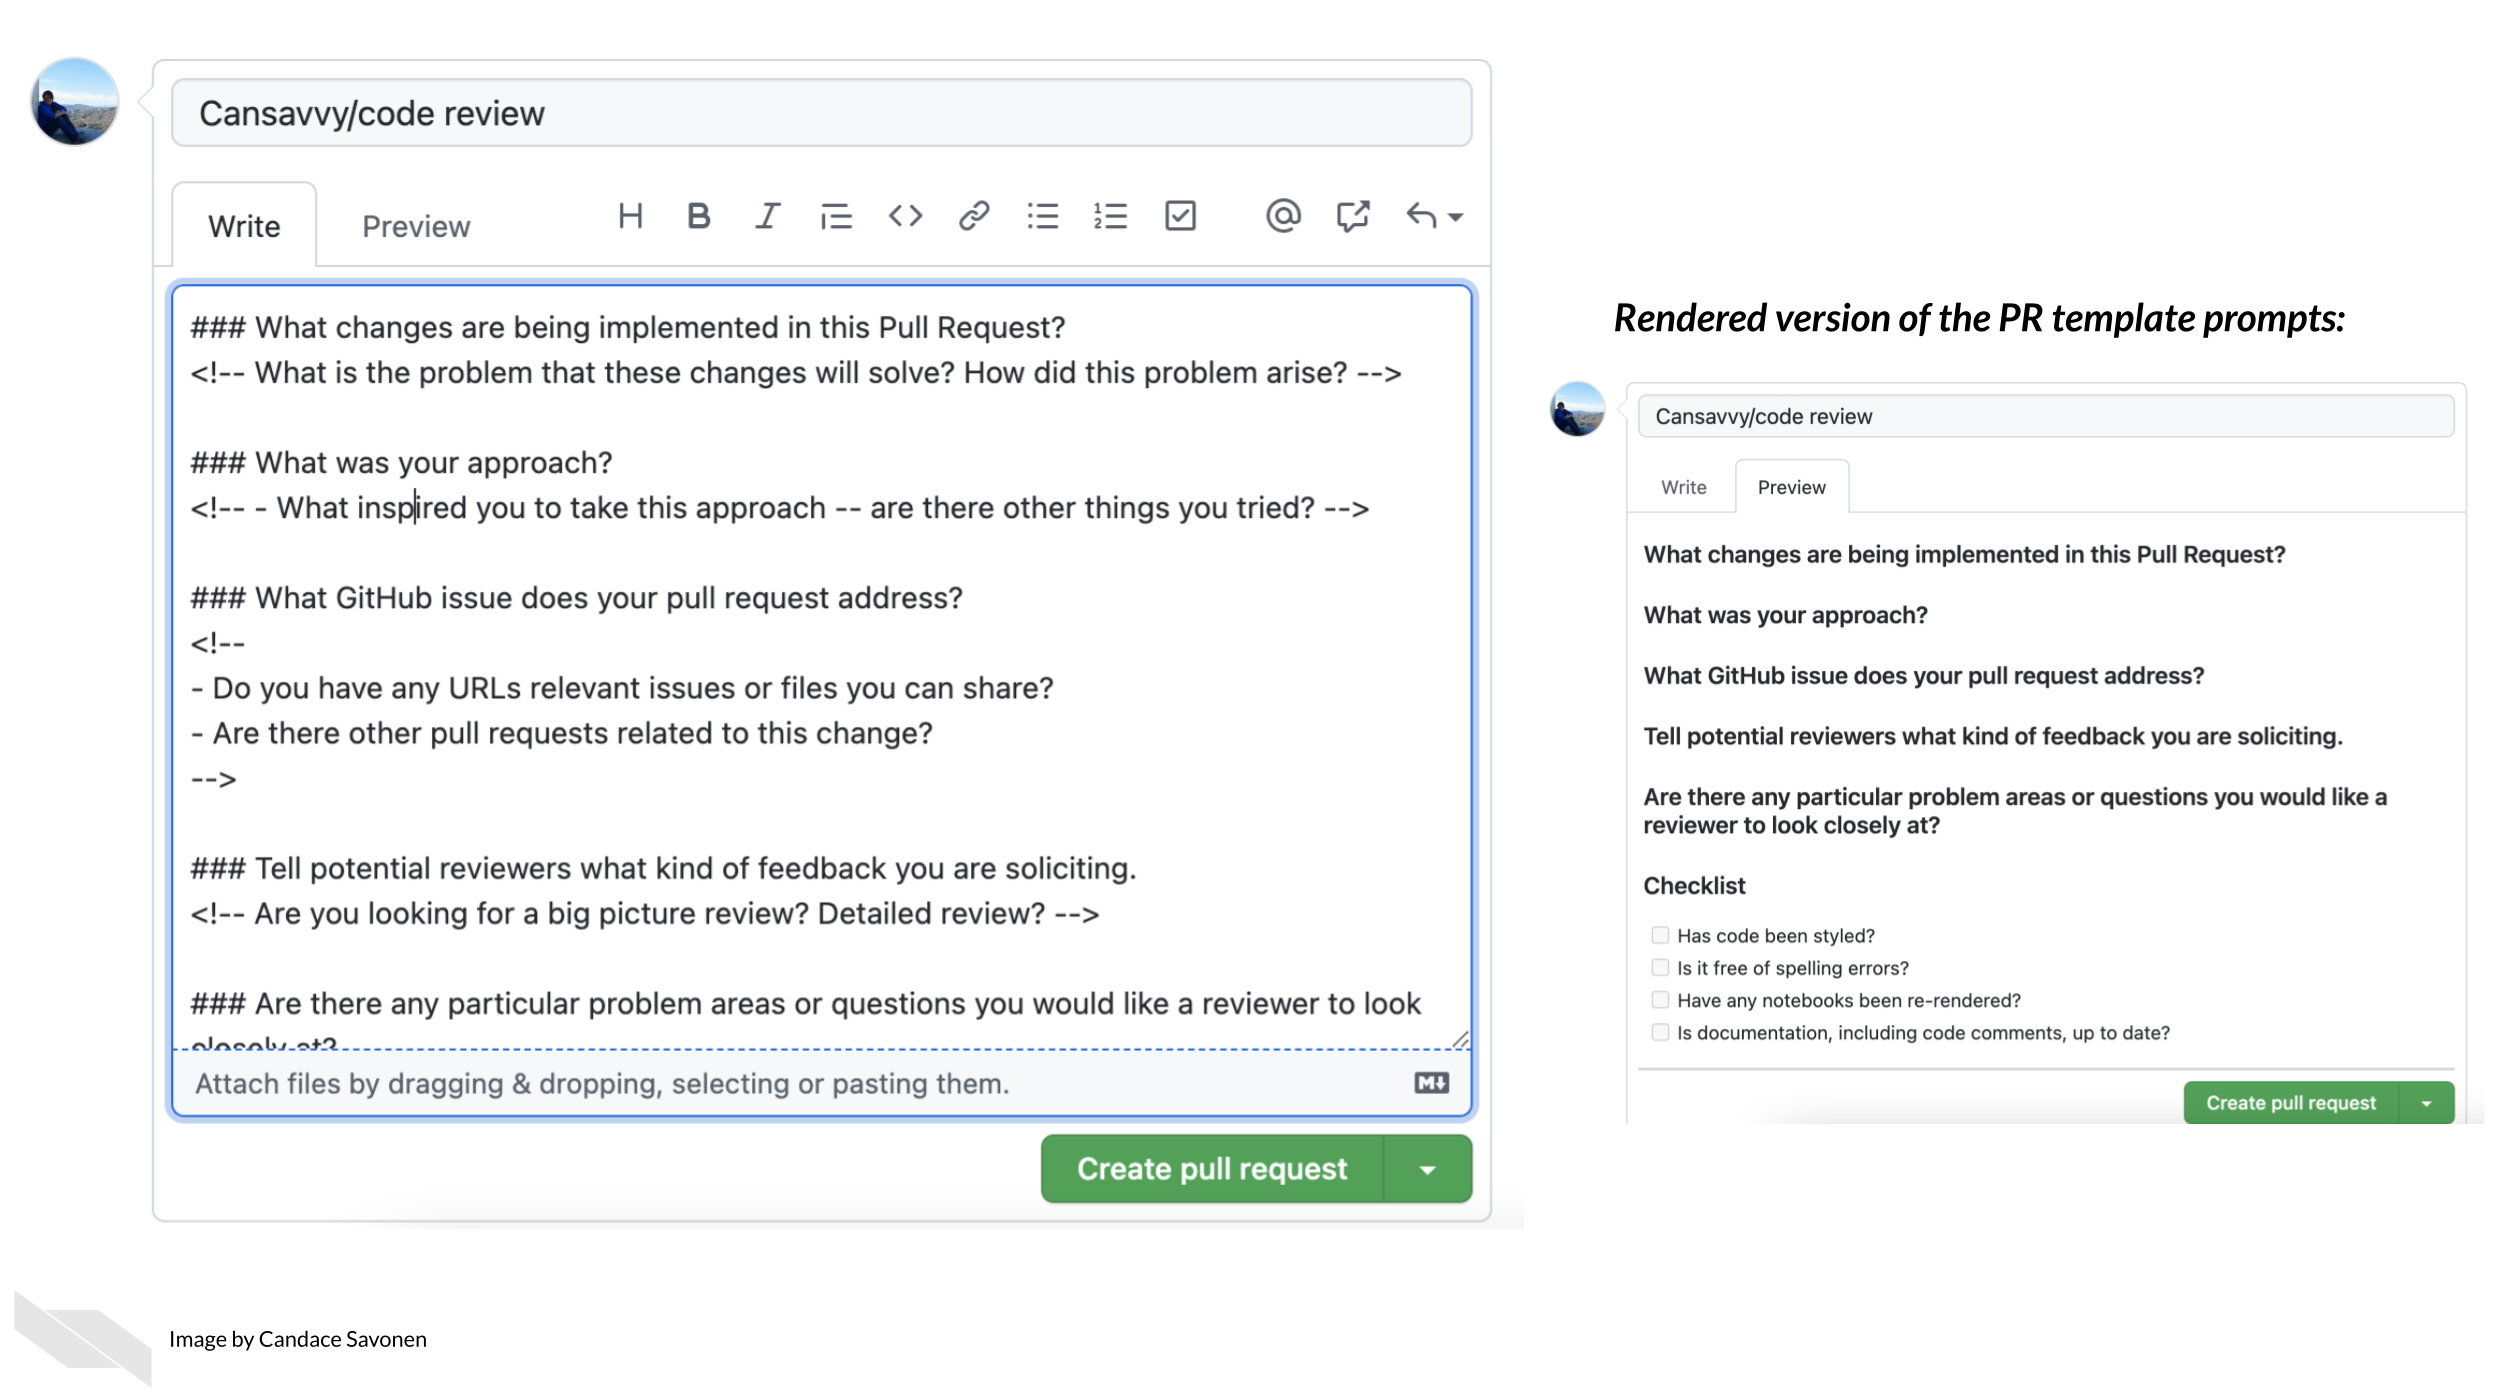 Cansavvy/code review
Write Preview
### What changes are being implemented in this Pull Request?
<!-- What is the problem that these changes will solve? How did this problem arise? -->
### What was your approach?
<!-- - What inspired you to take this approach -- are there other things you tried? -->
### What GitHub issue does your pull request address?
<!--
- Do you have any URLs relevant issues or files you can share?
- Are there other pull requests related to this change?
-->
### Tell potential reviewers what kind of feedback you are soliciting.
<!-- Are you looking for a big picture review? Detailed review? -->
### Are there any particular problem areas or questions you would like a reviewer to look
closely at?
Attach files by dragging & dropping, selecting or pasting them.
Create pull request
Rendered version of the PR template prompts:
Cansavvy/code review
Write Preview
What changes are being implemented in this Pull Request?
What was your approach?
What GitHub issue does your pull request address?
Tell potential reviewers what kind of feedback you are soliciting.
Are there any particular problem areas or questions you would like a
reviewer to look closely at?
Checklist
Has code been styled?
Is it free of spelling errors?
Have any notebooks been re-rendered?
Is documentation, including code comments, up to date?
Create pull request
Image by Candace Savonen